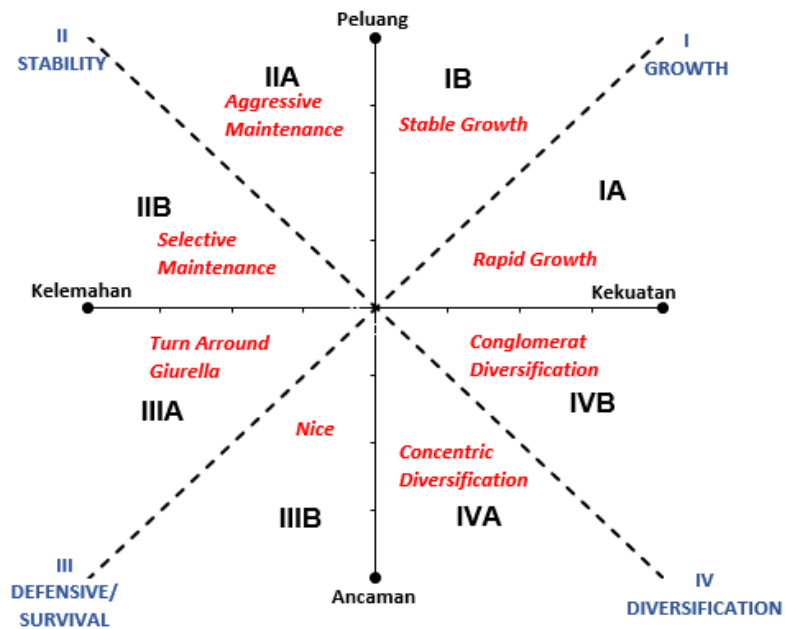 Peluang
II
STABILITY
I
GROWTH
IIA
Aggressive
Maintenance
IB
Stable Growth
IIB
Selective
Maintenance
IA
Rapid Growth
Kelemahan
Kekuatan
Turn Arround
Giurella
IIIA
Conglomerat
Diversification
IVB
Nice
IIIB
Concentric
Diversification
IVA
III
DEFENSIVE/
SURVIVAL
Ancaman
IV
DIVERSIFICATION